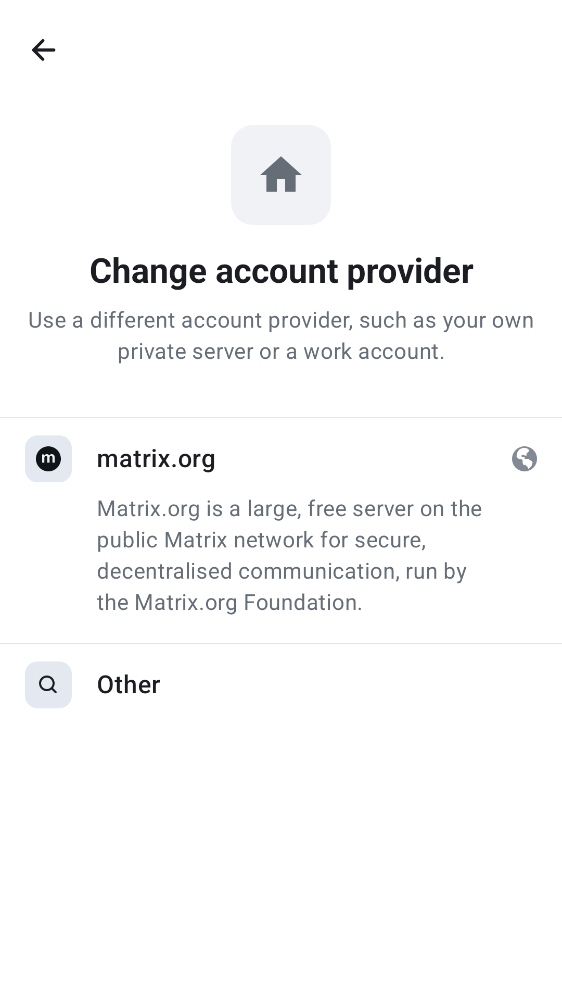 Change account provider
Use a different account provider, such as your own
private server or a work account.
m
matrix.org
Matrix.org is a large, free server on the
public Matrix network for secure,
decentralised communication, run by
the Matrix.org Foundation.
Other